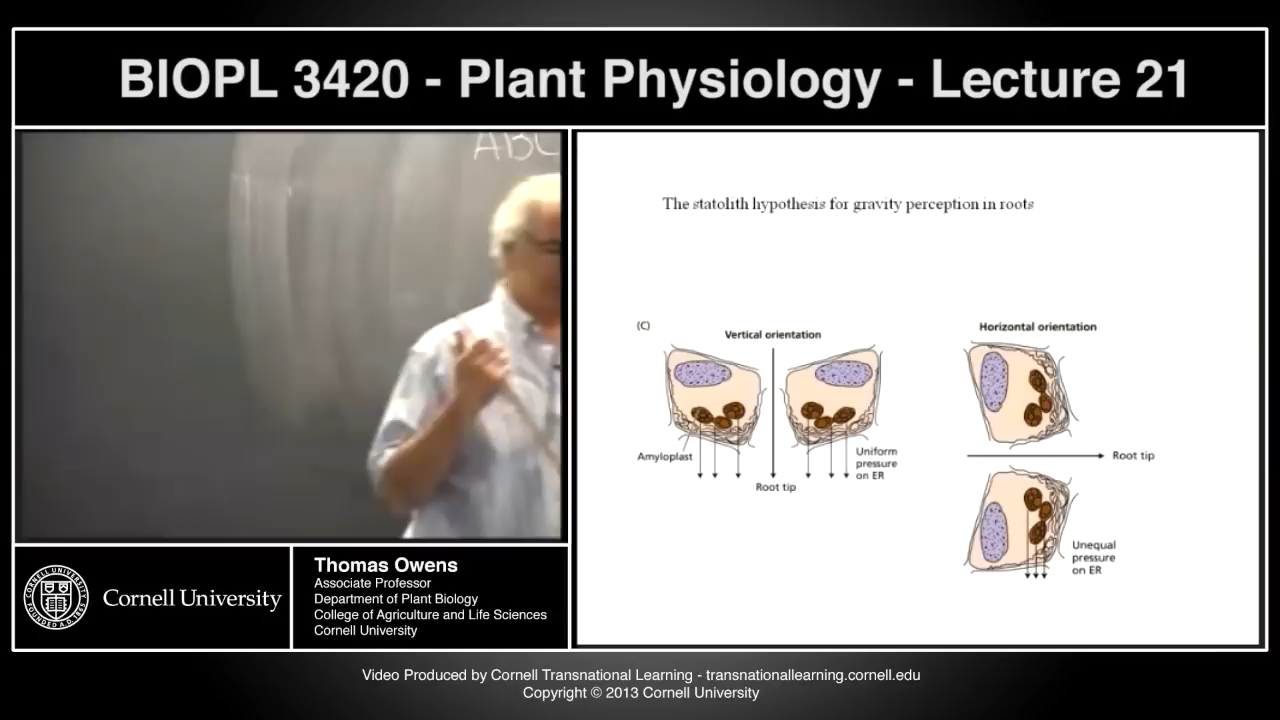 BIOPL 3420 - Plant Physiology - Lecture 21
ABC
The statolith hypothesis for gravity perception in roots
(C)
Vertical orientation
Horizontal orientation
Amyloplast
Uniform
pressure
on ER
Root tip
Root tip
Unequal
pressure
on ER
Cornell University
Thomas Owens
Associate Professor
Department of Plant Biology
College of Agriculture and Life Sciences
Cornell University
Video Produced by Cornell Transnational Learning - transnationallearning.cornell.edu
Copyright © 2013 Cornell University